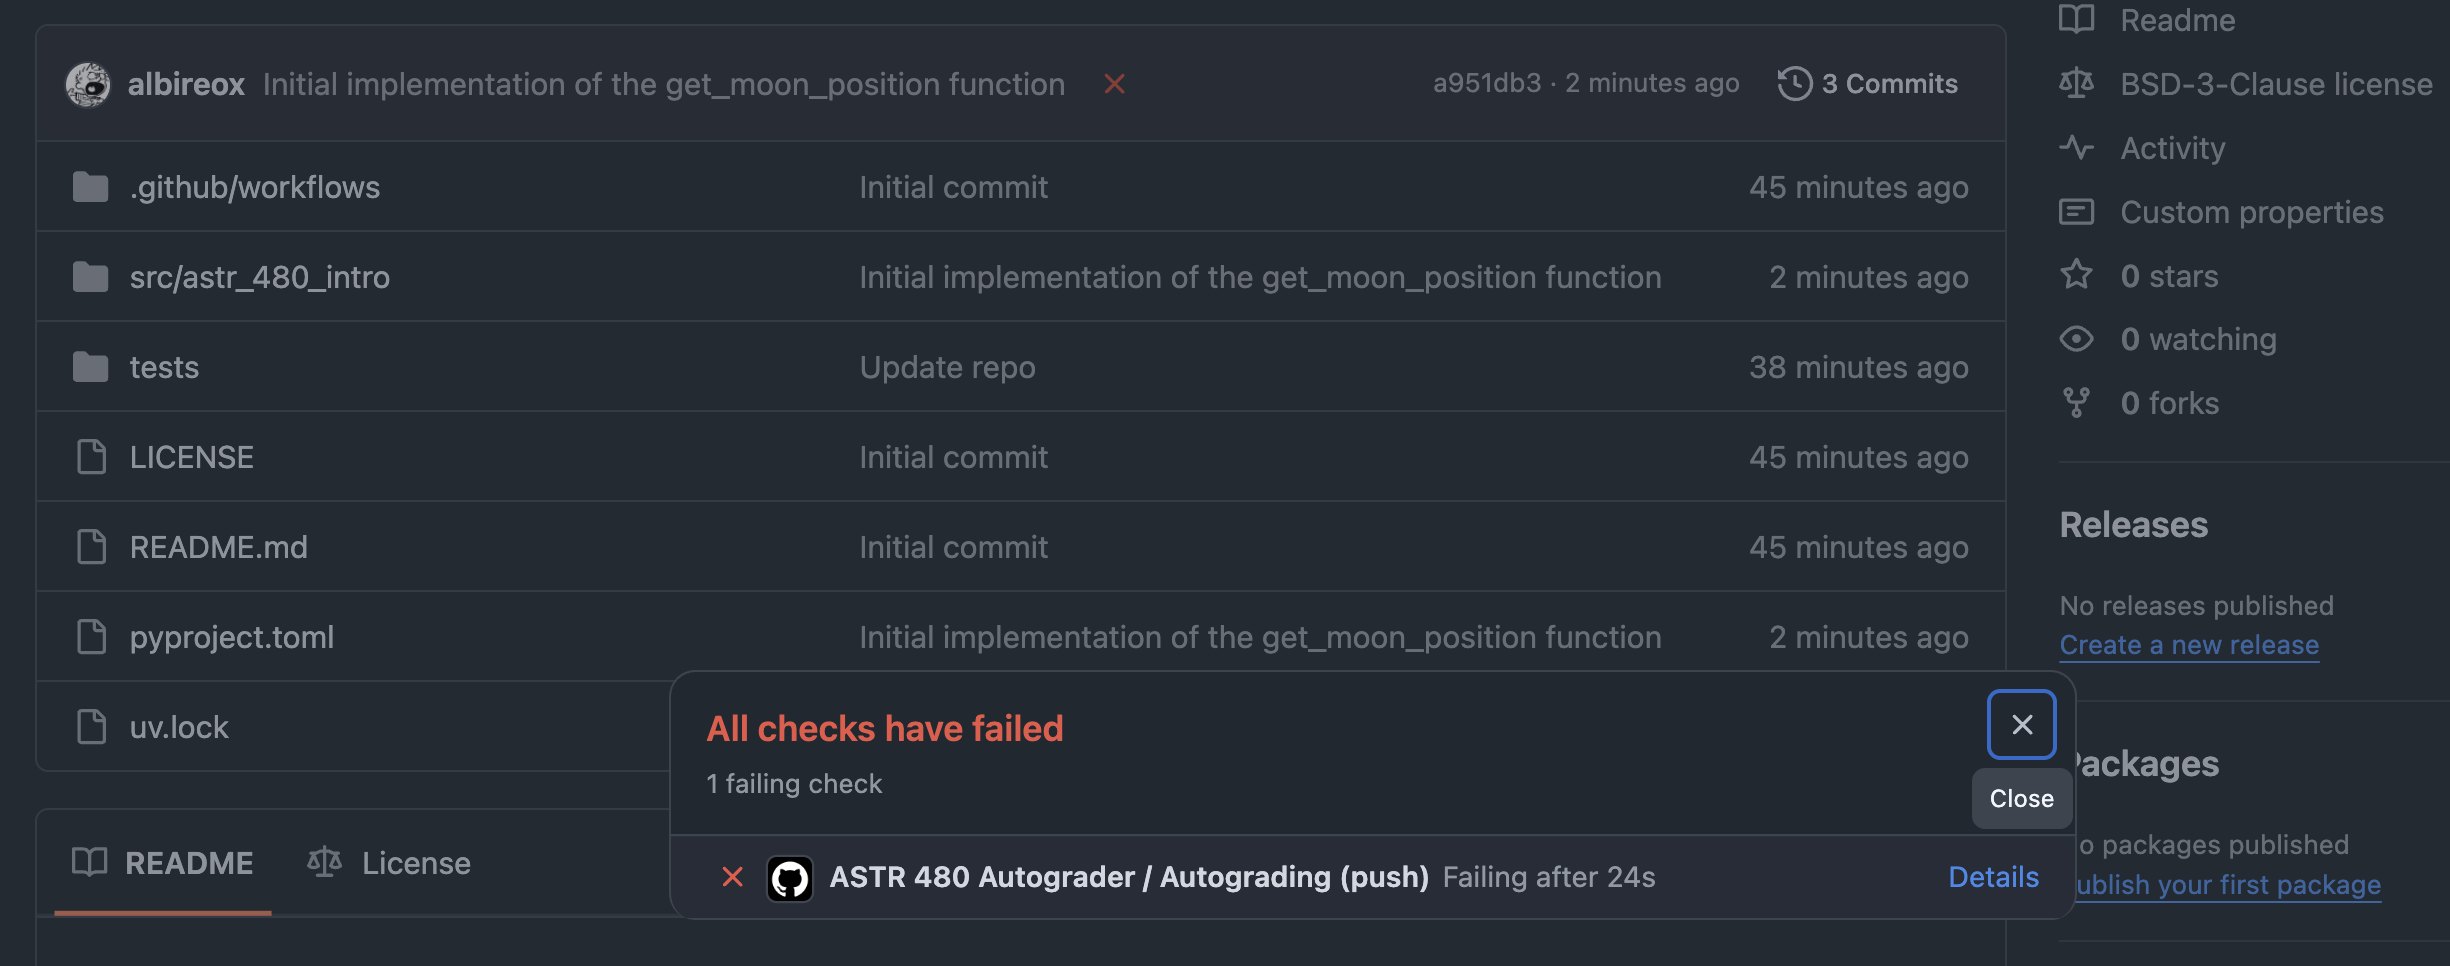 albireox Initial implementation of the get_moon_position function a951db3 · 2 minutes ago 3 Commits
.github/workflows Initial commit 45 minutes ago
src/astr_480_intro Initial implementation of the get_moon_position function 2 minutes ago
tests Update repo 38 minutes ago
LICENSE Initial commit 45 minutes ago
README.md Initial commit 45 minutes ago
pyproject.toml Initial implementation of the get_moon_position function 2 minutes ago
uv.lock
README License
All checks have failed
1 failing check
Close
ASTR 480 Autograder / Autograding (push) Failing after 24s Details
Readme
BSD-3-Clause license
Activity
Custom properties
0 stars
0 watching
0 forks
Releases
No releases published
Create a new release
Packages
o packages published
ublish your first package